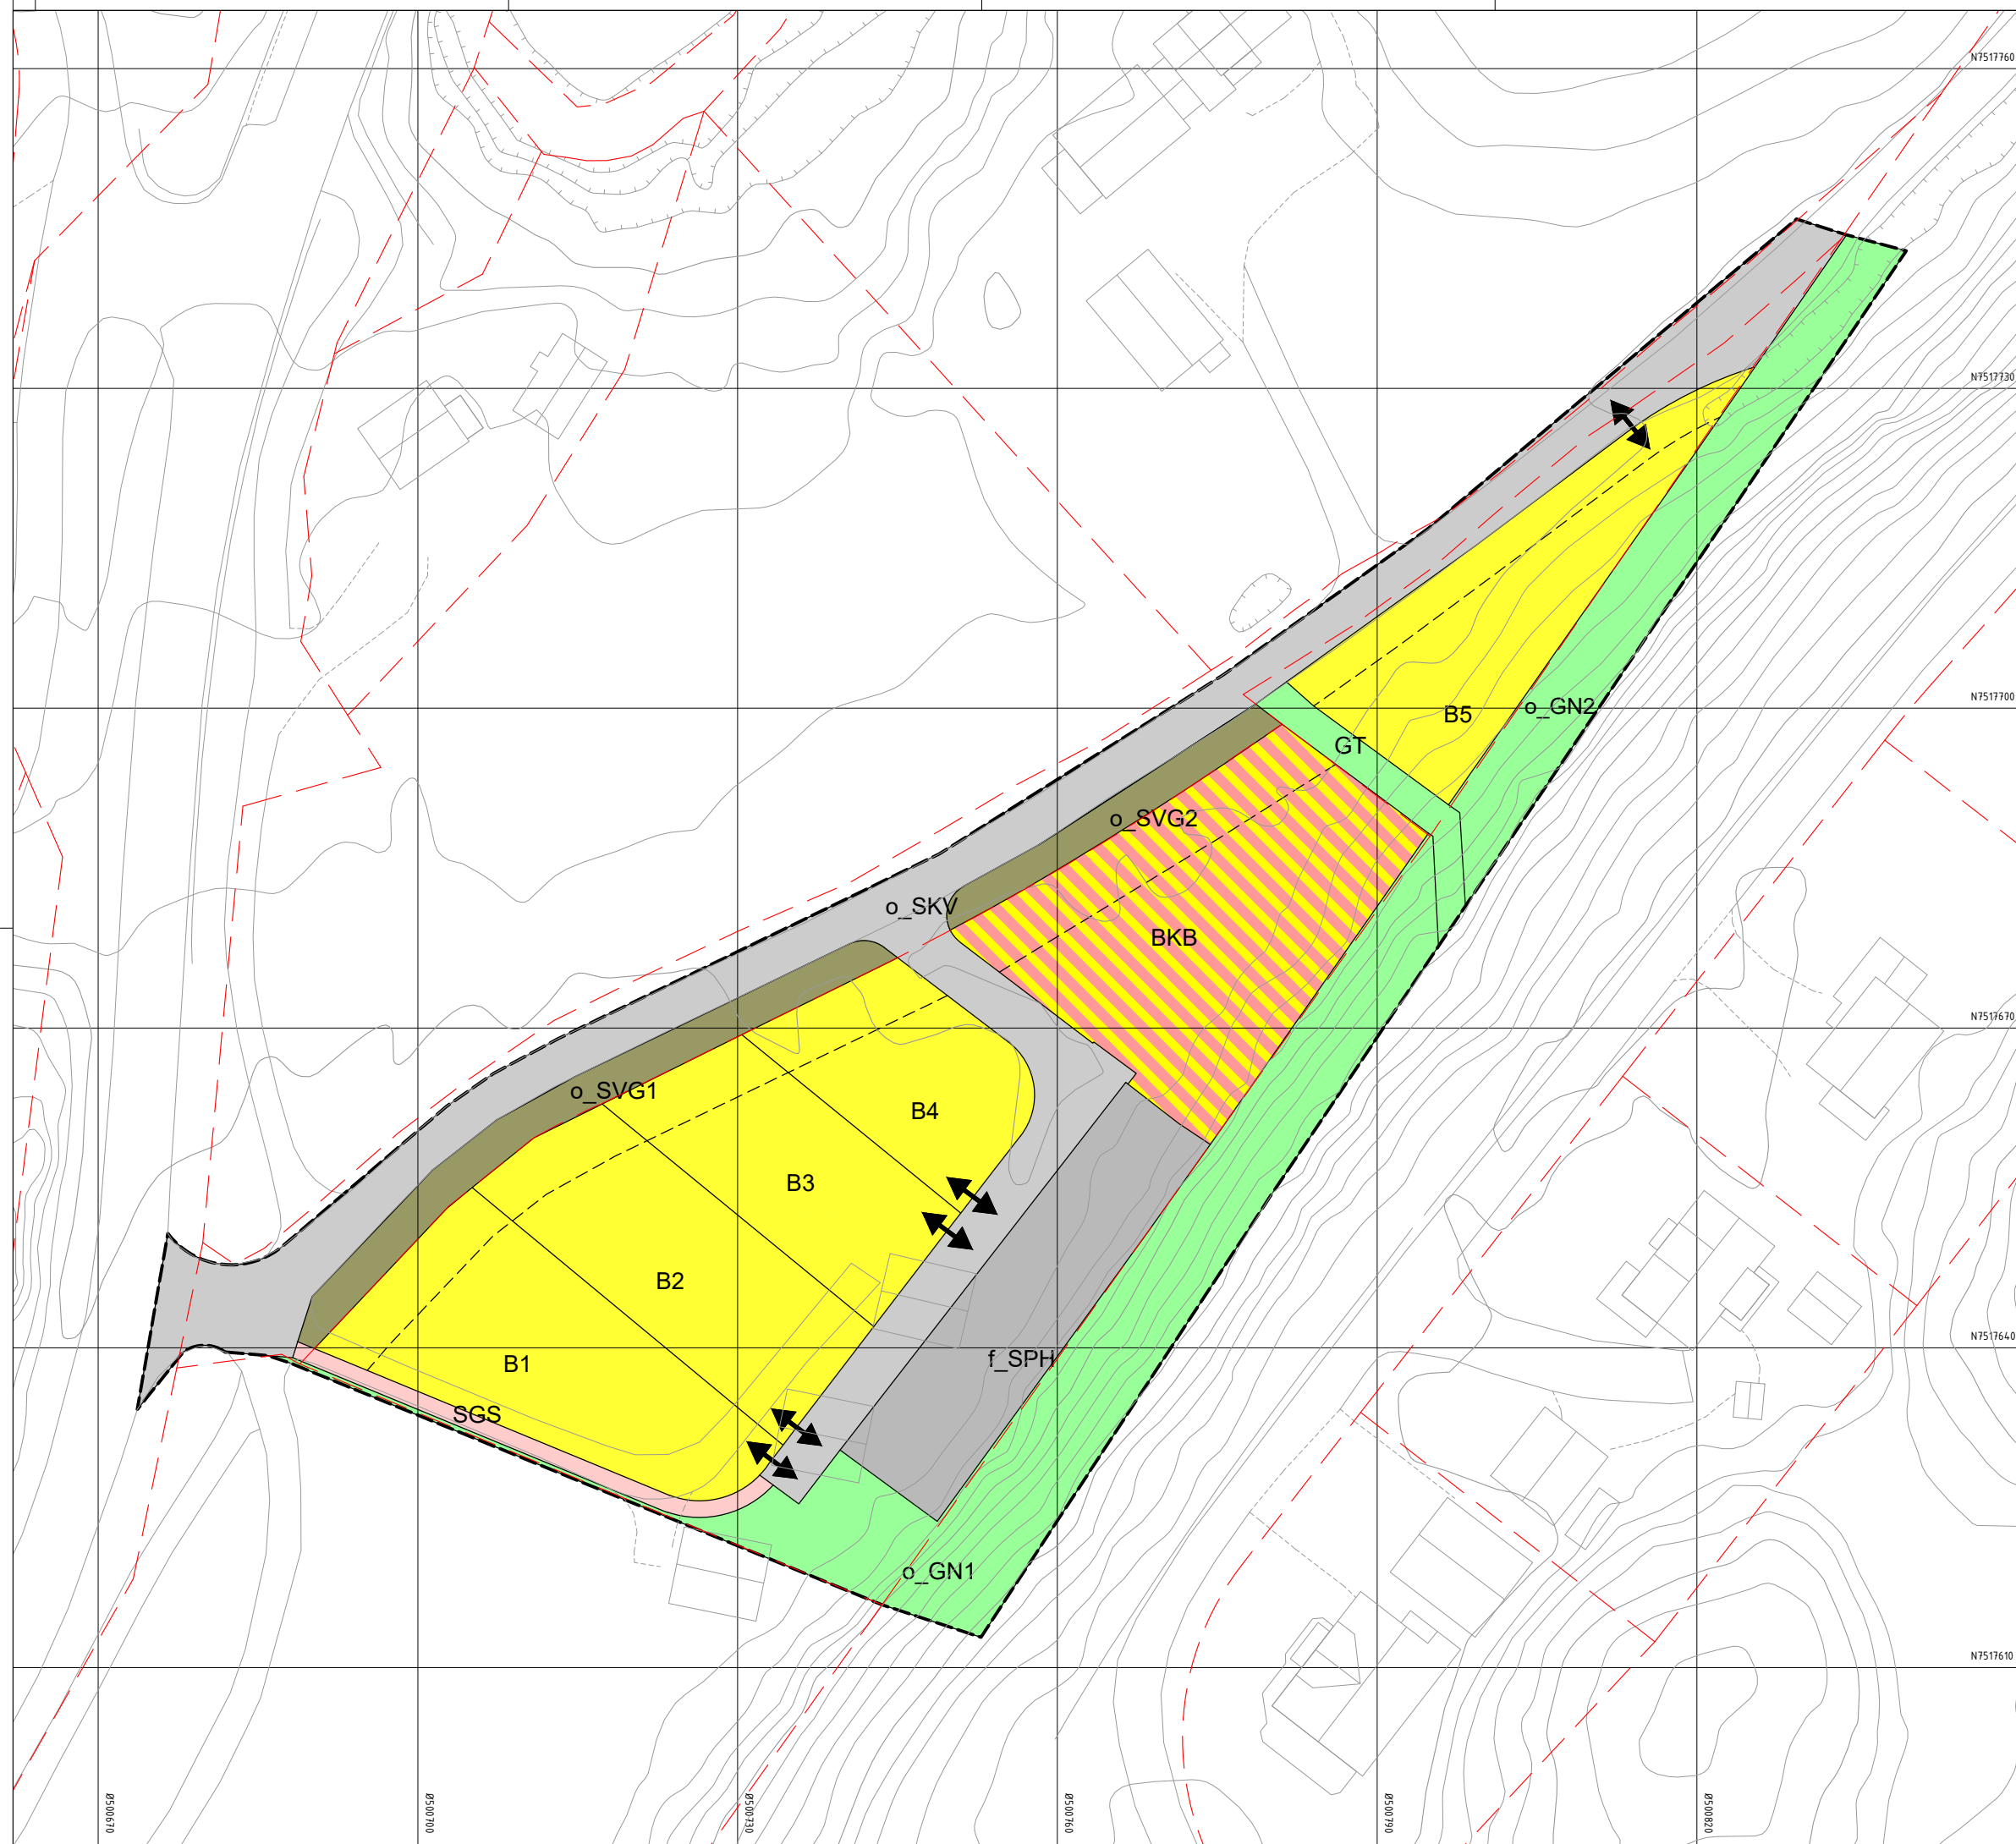 N7517760
N7517730
N7517700
B5
o_GN2
GT
o_SVG2
o_SKV
BKB
N7517670
o_SVG1
B4
B3
B2
N7517640
f_SPH
B1
SGS
o_GN1
N7517610
Ø500670
Ø500700
Ø500730
Ø500760
Ø500790
Ø500820